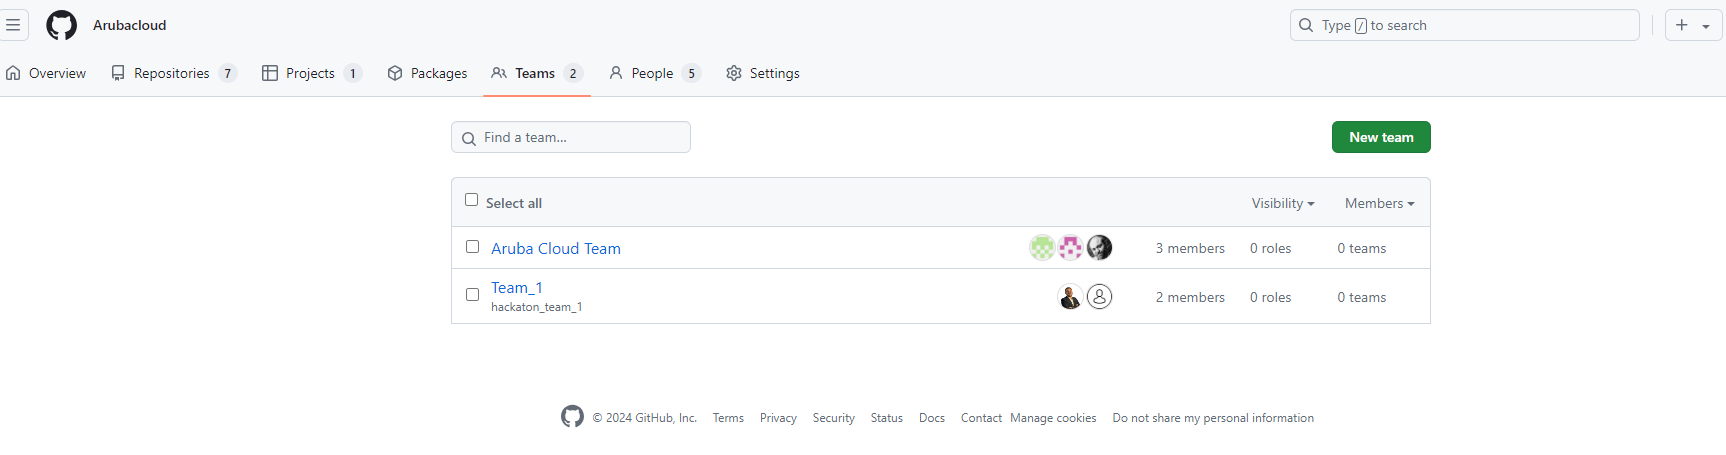 Arubacloud
Type / to search
Overview Repositories 7 Projects 1 Packages Teams 2 People 5 Settings
Find a team...
New team
Select all Visibility Members
Aruba Cloud Team 3 members 0 roles 0 teams
Team_1
hackaton_team_1
2 members 0 roles 0 teams
© 2024 GitHub, Inc. Terms Privacy Security Status Docs Contact Manage cookies Do not share my personal information